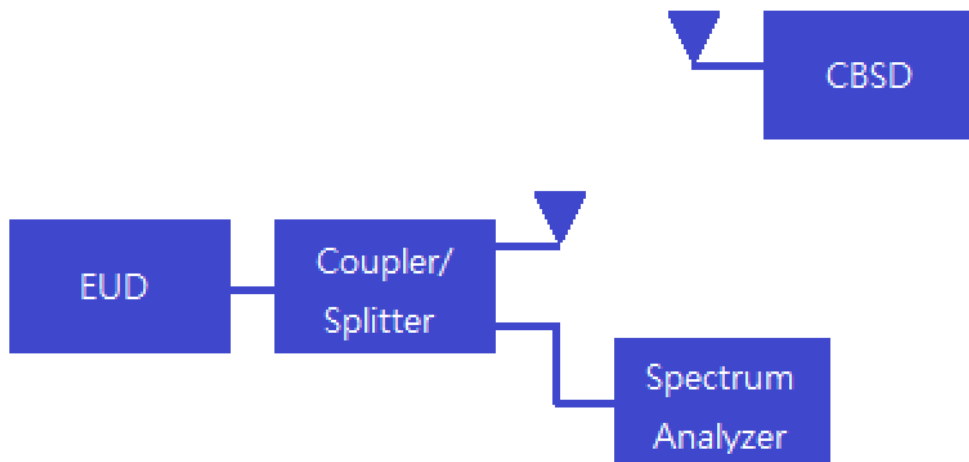 CBSD
EUD
Coupler/
Splitter
Spectrum
Analyzer